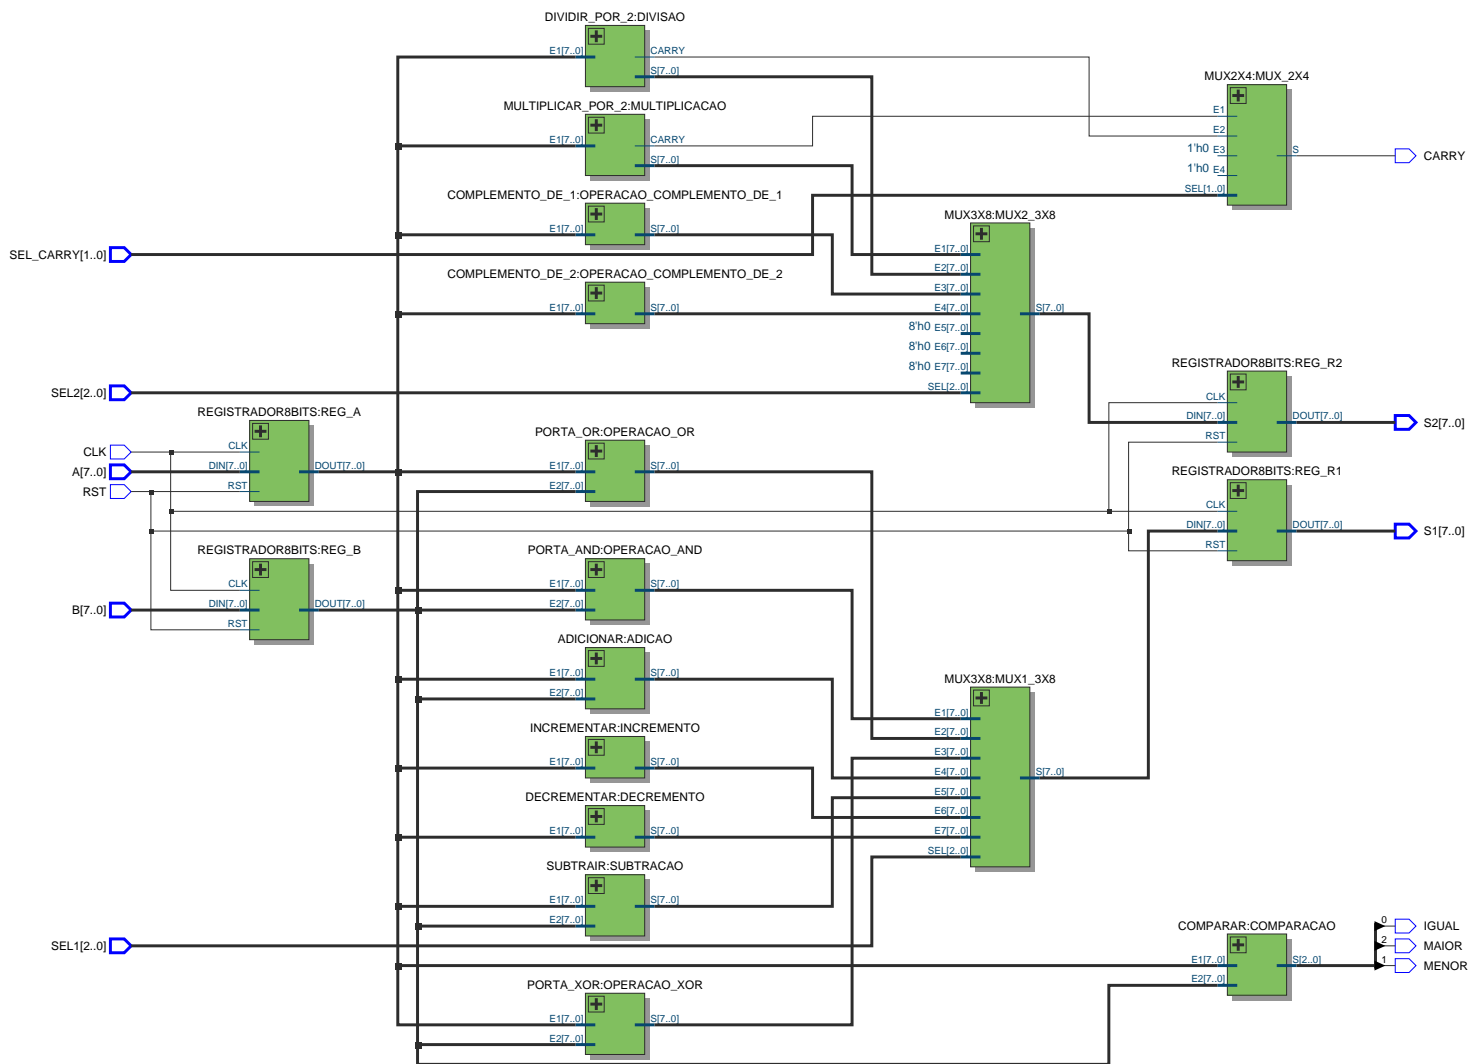 DIVIDIR_POR_2:DIVISAO
E1[7..0]
CARRY
S[7..0]
MULTIPLICAR_POR_2:MULTIPLICACAO
E1[7..0]
CARRY
S[7..0]
COMPLEMENTO_DE_1:OPERACAO_COMPLEMENTO_DE_1
E1[7..0]
S[7..0]
COMPLEMENTO_DE_2:OPERACAO_COMPLEMENTO_DE_2
E1[7..0]
S[7..0]
MUX2X4:MUX_2X4
E1
E2
1'h0 E3
1'h0 E4
SEL[1..0]
S
CARRY
SEL_CARRY[1..0]
MUX3X8:MUX2_3X8
E1[7..0]
E2[7..0]
E3[7..0]
E4[7..0]
8'h0 E5[7..0]
8'h0 E6[7..0]
8'h0 E7[7..0]
SEL[2..0]
S[7..0]
SEL2[2..0]
REGISTRADOR8BITS:REG_R2
CLK
DIN[7..0]
RST
DOUT[7..0]
S2[7..0]
REGISTRADOR8BITS:REG_A
CLK
A[7..0]
RST
CLK
DIN[7..0]
RST
DOUT[7..0]
PORTA_OR:OPERACAO_OR
E1[7..0]
E2[7..0]
S[7..0]
REGISTRADOR8BITS:REG_R1
CLK
DIN[7..0]
RST
DOUT[7..0]
S1[7..0]
REGISTRADOR8BITS:REG_B
B[7..0]
CLK
DIN[7..0]
RST
DOUT[7..0]
PORTA_AND:OPERACAO_AND
E1[7..0]
E2[7..0]
S[7..0]
ADICIONAR:ADICAO
E1[7..0]
E2[7..0]
S[7..0]
INCREMENTAR:INCREMENTO
E1[7..0]
S[7..0]
DECREMENTAR:DECREMENTO
E1[7..0]
S[7..0]
SUBTRAIR:SUBTRACAO
E1[7..0]
E2[7..0]
S[7..0]
MUX3X8:MUX1_3X8
E1[7..0]
E2[7..0]
E3[7..0]
E4[7..0]
E5[7..0]
E6[7..0]
E7[7..0]
SEL[2..0]
S[7..0]
SEL1[2..0]
PORTA_XOR:OPERACAO_XOR
E1[7..0]
E2[7..0]
S[7..0]
COMPARAR:COMPARACAO
E1[7..0]
E2[7..0]
S[2..0]
0 IGUAL
2 MAIOR
1 MENOR